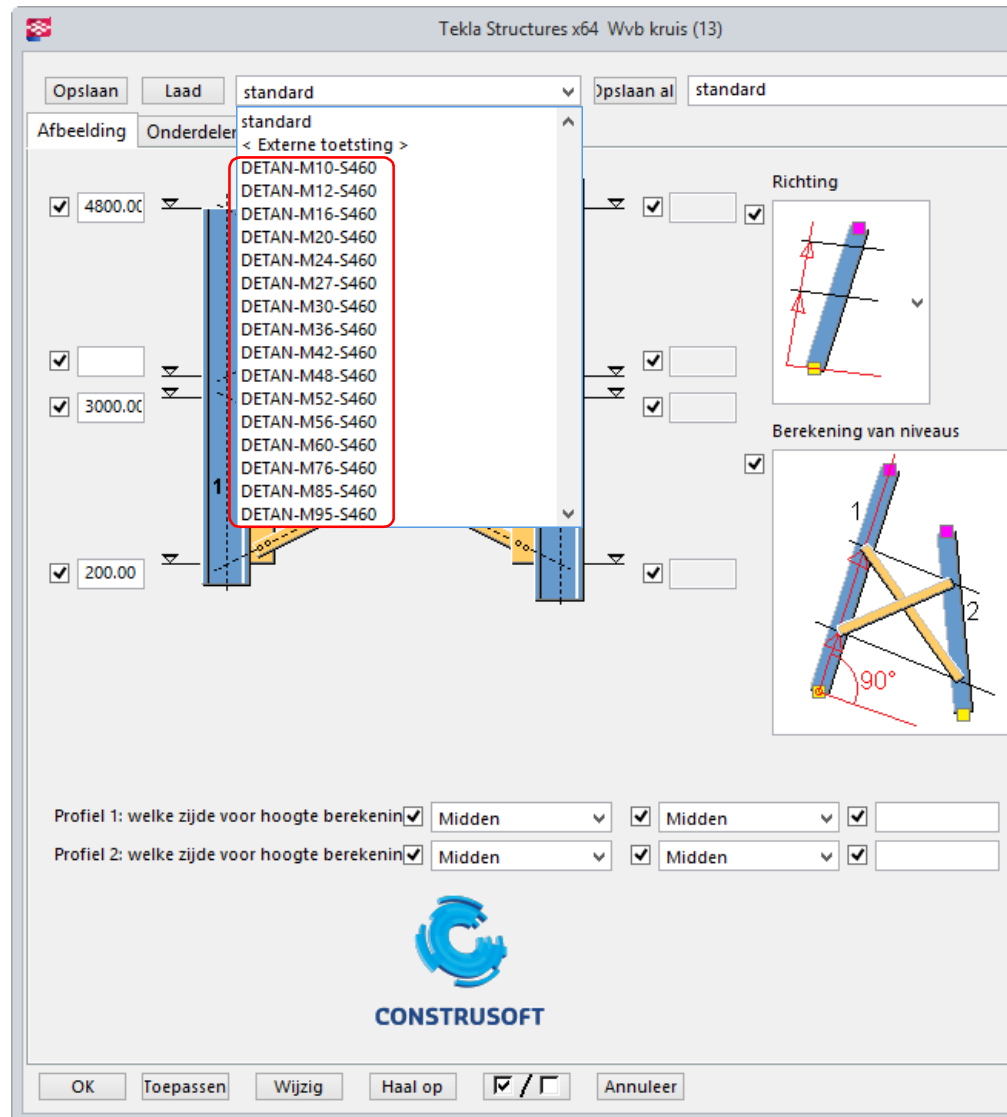 Tekla Structures x64 Wvb kruis (13)
Opslaan Laad standard Opslaan al standard
Afbeelding Onderdeler
standard
< Externe toetsting >
DETAN-M10-S460
DETAN-M12-S460
DETAN-M16-S460
DETAN-M20-S460
DETAN-M24-S460
DETAN-M27-S460
DETAN-M30-S460
DETAN-M36-S460
DETAN-M42-S460
DETAN-M48-S460
DETAN-M52-S460
DETAN-M56-S460
DETAN-M60-S460
DETAN-M76-S460
DETAN-M85-S460
DETAN-M95-S460
4800.00
3000.00
1
200.00
Richting
Berekening van niveaus
1
2
90°
Profiel 1: welke zijde voor hoogte berekenin Midden Midden
Profiel 2: welke zijde voor hoogte berekenin Midden Midden
CONSTRUSOFT
OK Toepassen Wijzig Haal op / Annuleer